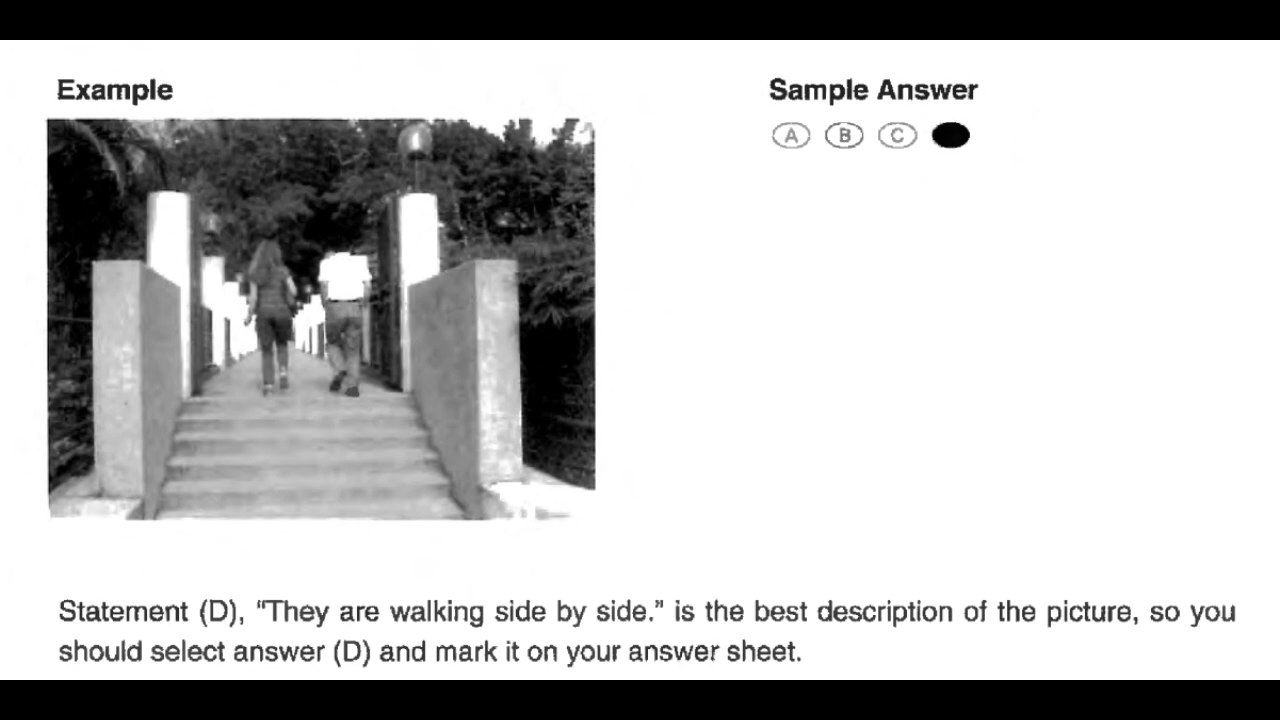 Example
Sample Answer
A B C
Statement (D), "They are walking side by side." is the best description of the picture, so you
should select answer (D) and mark it on your answer sheet.